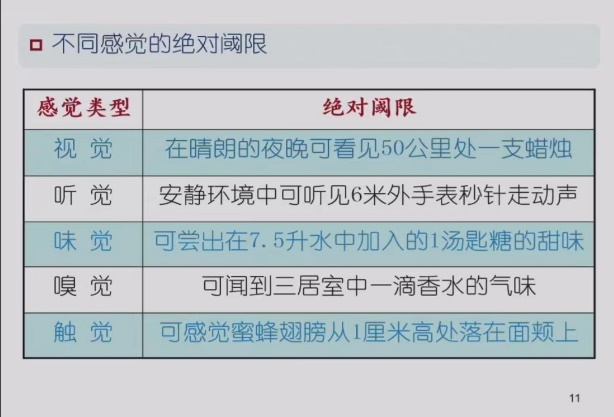 不同感觉的绝对阈限
感觉类型 绝对阈限
视 觉 在晴朗的夜晚可看见50公里处一支蜡烛
听 觉 安静环境中可听见6米外手表秒针走动声
味 觉 可尝出在7.5升水中加入的1汤匙糖的甜味
嗅 觉 可闻到三居室中一滴香水的气味
触 觉 可感觉蜜蜂翅膀从1厘米高处落在面颊上
11